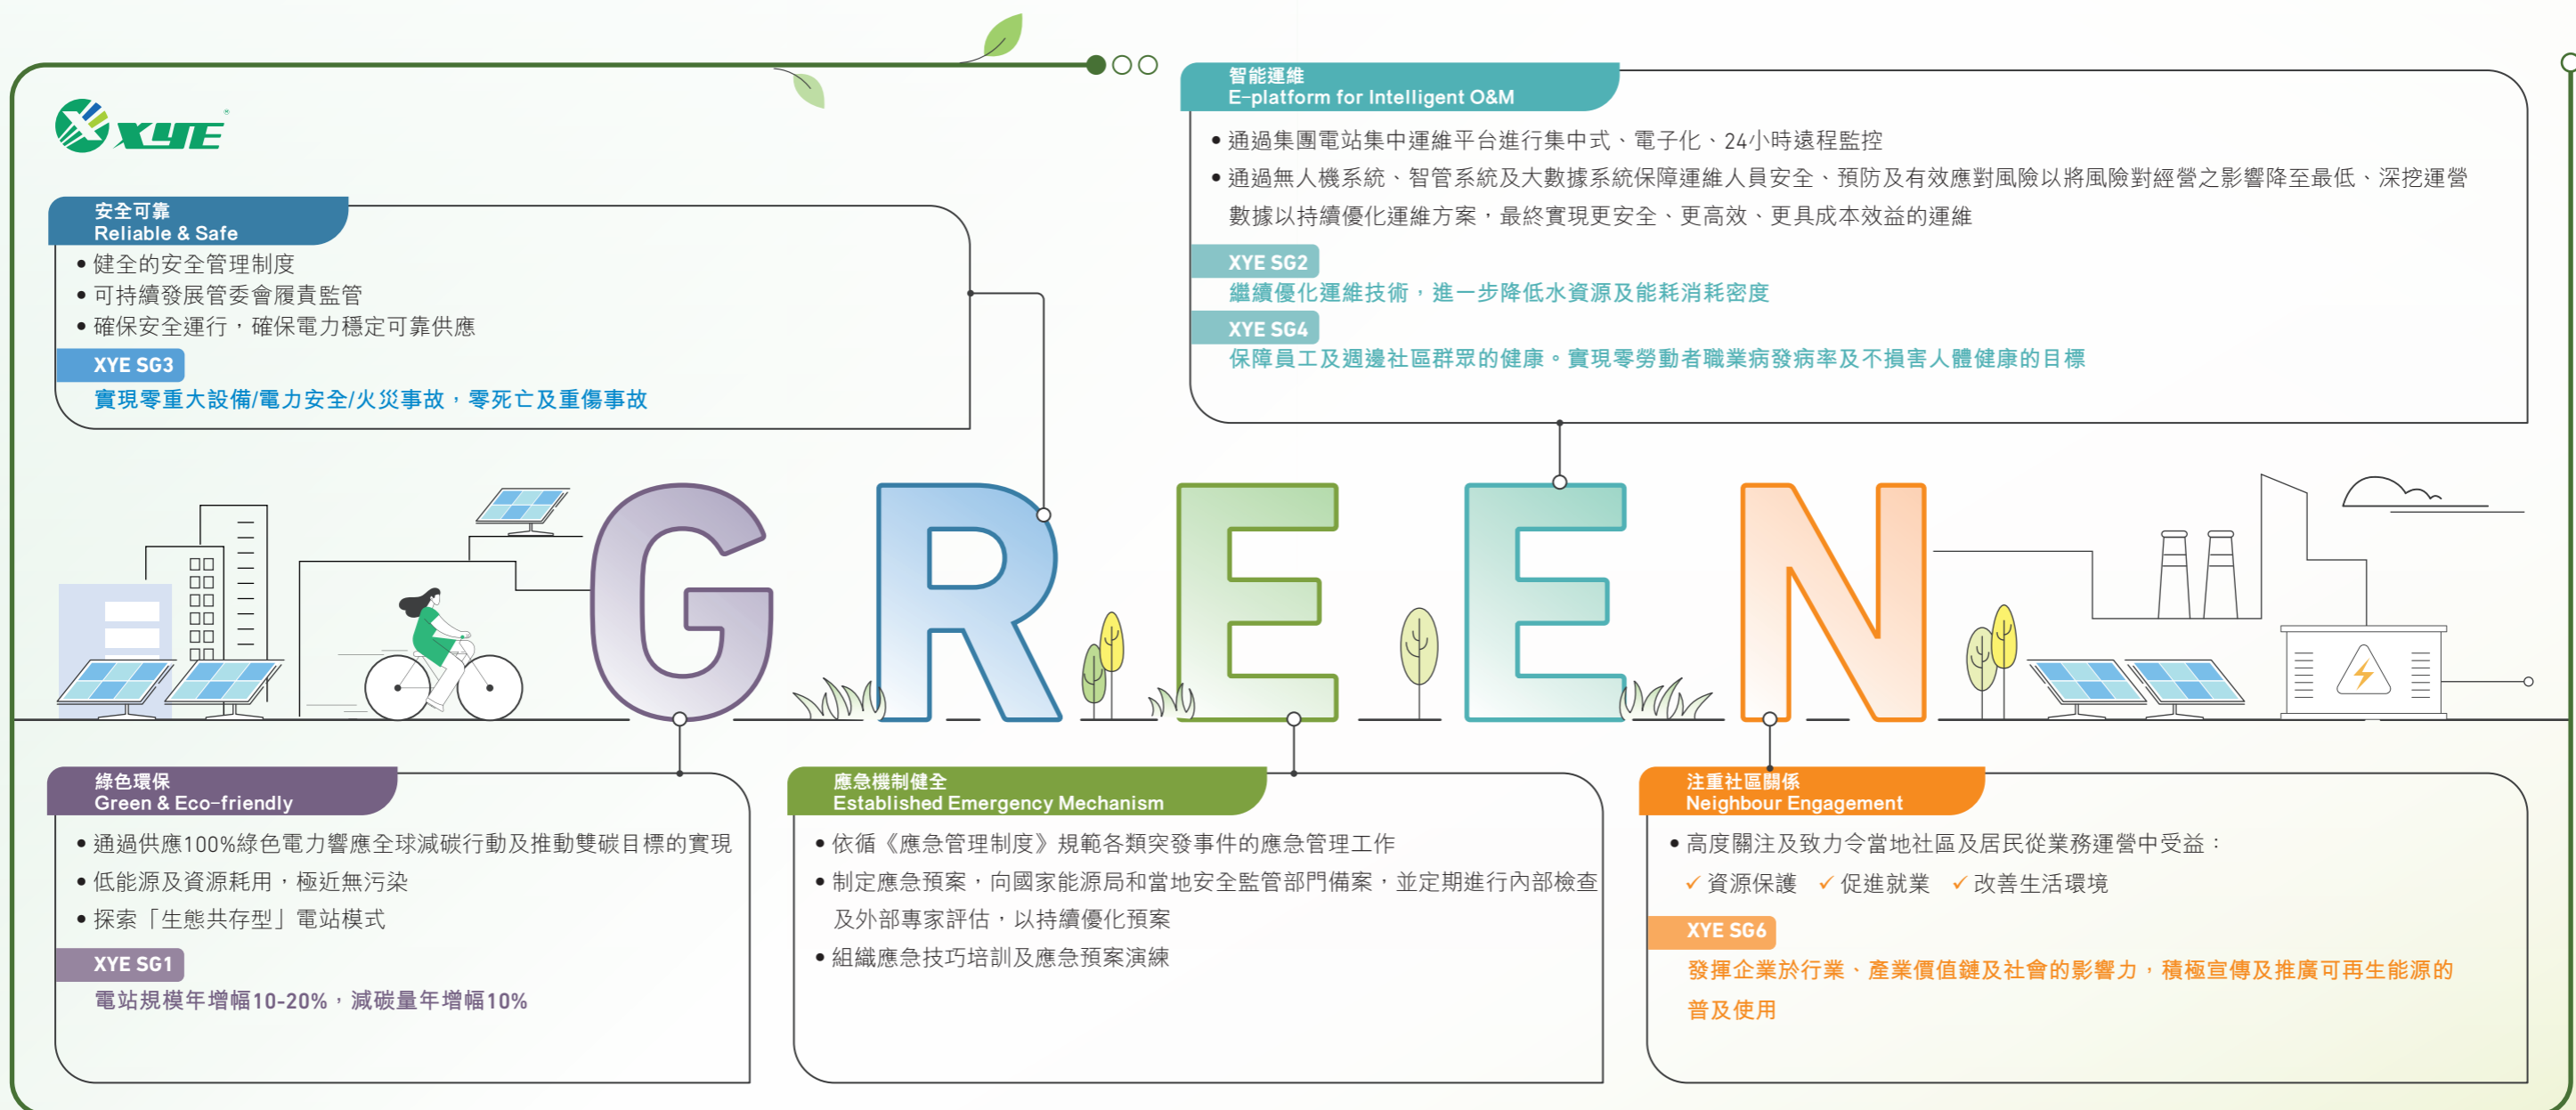 XYE®
安全可靠
Reliable & Safe
• 健全的安全管理制度
• 可持續發展管委會履責監管
• 確保安全運行，確保電力穩定可靠供應
XYE SG3
實現零重大設備/電力安全/火災事故，零死亡及重傷事故
智能運維
E-platform for Intelligent O&M
• 通過集團電站集中運維平台進行集中式、電子化、24小時遠程監控
• 通過無人機系統、智管系統及大數據系統保障運維人員安全、預防及有效應對風險以將風險對經營之影響降至最低、深挖運營
數據以持續優化運維方案，最終實現更安全、更高效、更具成本效益的運維
XYE SG2
繼續優化運維技術，進一步降低水資源及能耗消耗密度
XYE SG4
保障員工及週邊社區群眾的健康。實現零勞動者職業病發病率及不損害人體健康的目標
GREEN
綠色環保
Green & Eco-friendly
• 通過供應100%綠色電力響應全球減碳行動及推動雙碳目標的實現
• 低能源及資源耗用，極近無污染
• 探索「生態共存型」電站模式
XYE SG1
電站規模年增幅10-20%，減碳量年增幅10%
應急機制健全
Established Emergency Mechanism
• 依循《應急管理制度》規範各類突發事件的應急管理工作
• 制定應急預案，向國家能源局和當地安全監管部門備案，並定期進行內部檢查
及外部專家評估，以持續優化預案
• 組織應急技巧培訓及應急預案演練
注重社區關係
Neighbour Engagement
• 高度關注及致力令當地社區及居民從業務運營中受益：
✓ 資源保護 ✓ 促進就業 ✓ 改善生活環境
XYE SG6
發揮企業於行業、產業價值鏈及社會的影響力，積極宣傳及推廣可再生能源的
普及使用